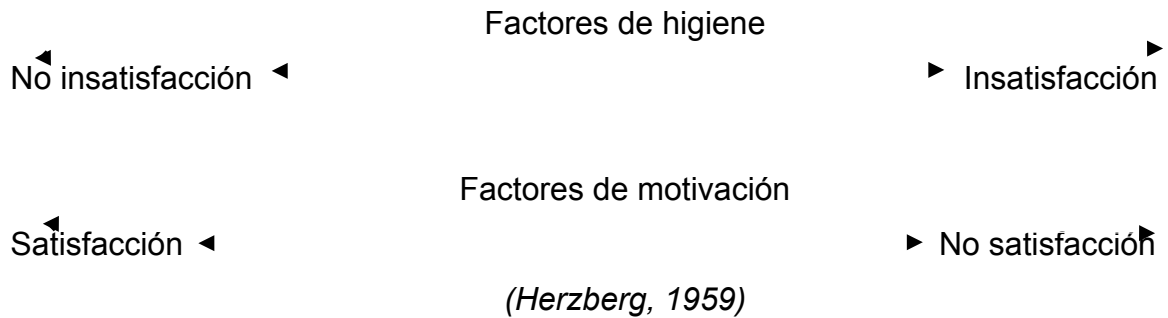 Factores de higiene
No insatisfacción Insatisfacción
Factores de motivación
Satisfacción No satisfacción
(Herzberg, 1959)